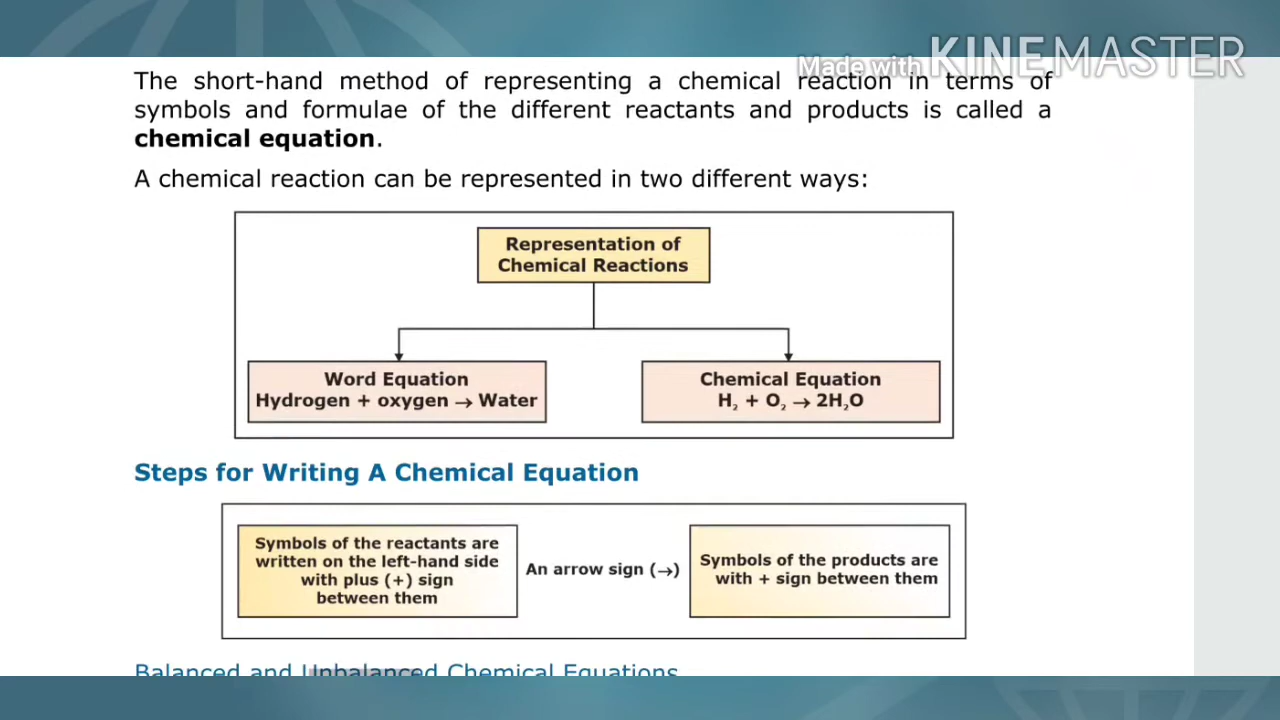 Made with KINEMASTER
The short-hand method of representing a chemical reaction in terms of
symbols and formulae of the different reactants and products is called a
chemical equation.
A chemical reaction can be represented in two different ways:
Representation of
Chemical Reactions
Word Equation
Hydrogen + oxygen → Water
Chemical Equation
H₂ + O₂ → 2H₂O
Steps for Writing A Chemical Equation
Symbols of the reactants are
written on the left-hand side
with plus (+) sign
between them
An arrow sign (→)
Symbols of the products are
with + sign between them
Balanced and Unbalanced Chemical Equations